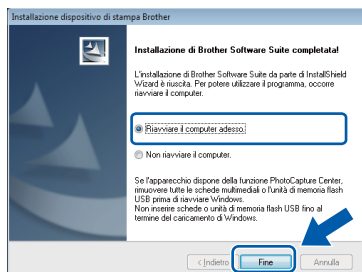 Installazione dispositivo di stampa Brother
Installazione di Brother Software Suite completata!
L'installazione di Brother Software Suite da parte di InstallShield
Wizard è riuscita. Per potere utilizzare il programma, occorre
riavviare il computer.
Riavviare il computer adesso.
Non riavviare il computer.
Se l'apparecchio dispone della funzione PhotoCapture Center,
rimuovere tutte le schede multimediali o l'unità di memoria flash
USB prima di riavviare Windows.
Non inserire schede o unità di memoria flash USB fino al
termine del caricamento di Windows.
< Indietro Fine Annulla